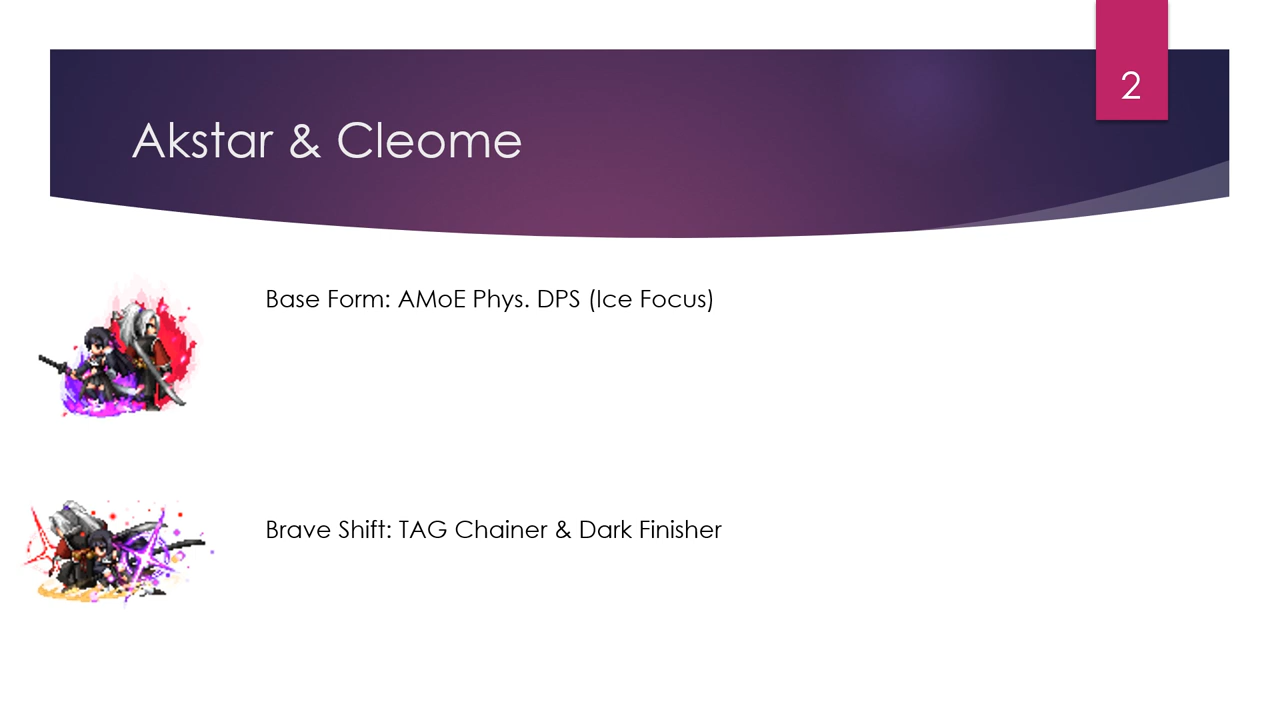 2
Akstar & Cleome
Base Form: AMoE Phys. DPS (Ice Focus)
Brave Shift: TAG Chainer & Dark Finisher